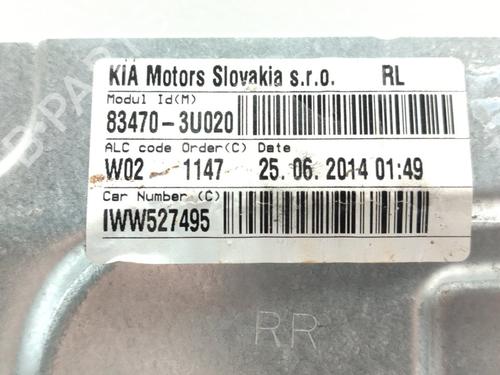 KIA Motors Slovakia s.r.o. RL
Modul Id(M)
83470-3U020
ALC code Order(C) Date
W02 - 1147 25. 06. 2014 01:49
Car Number (C)
IWW527495
RR